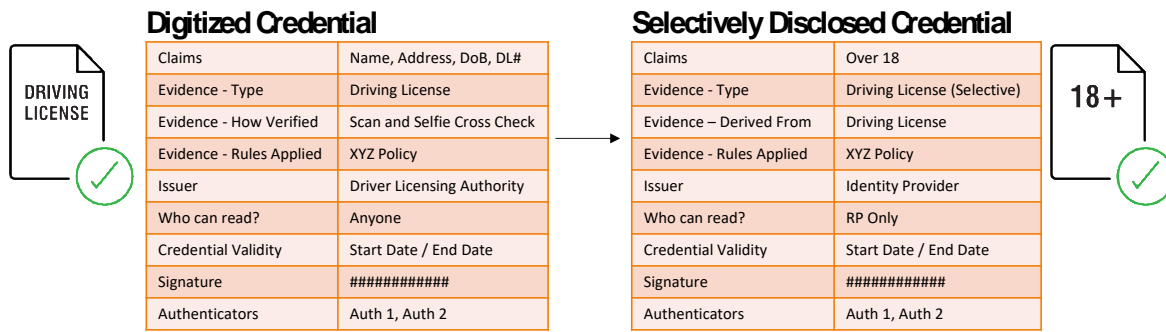 Digitized Credential
DRIVING
LICENSE
Claims Name, Address, DoB, DL#
Evidence - Type Driving License
Evidence - How Verified Scan and Selfie Cross Check
Evidence - Rules Applied XYZ Policy
Issuer Driver Licensing Authority
Who can read? Anyone
Credential Validity Start Date / End Date
Signature ############
Authenticators Auth 1, Auth 2
Selectively Disclosed Credential
Claims Over 18
Evidence - Type Driving License (Selective)
Evidence – Derived From Driving License
Evidence - Rules Applied XYZ Policy
Issuer Identity Provider
Who can read? RP Only
Credential Validity Start Date / End Date
Signature ############
Authenticators Auth 1, Auth 2
18+